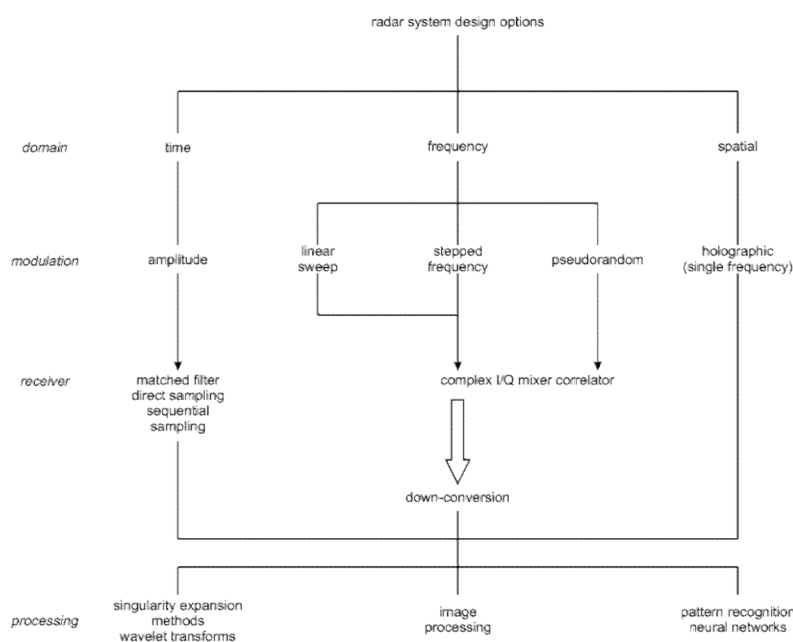 radar system design options
domain
time
frequency
spatial
modulation
amplitude
linear
sweep
stepped
frequency
pseudorandom
holographic
(single frequency)
receiver
matched filter
direct sampling
sequential
sampling
complex I/Q mixer correlator
down-conversion
processing
singularity expansion
methods
wavelet transforms
image
processing
pattern recognition
neural networks